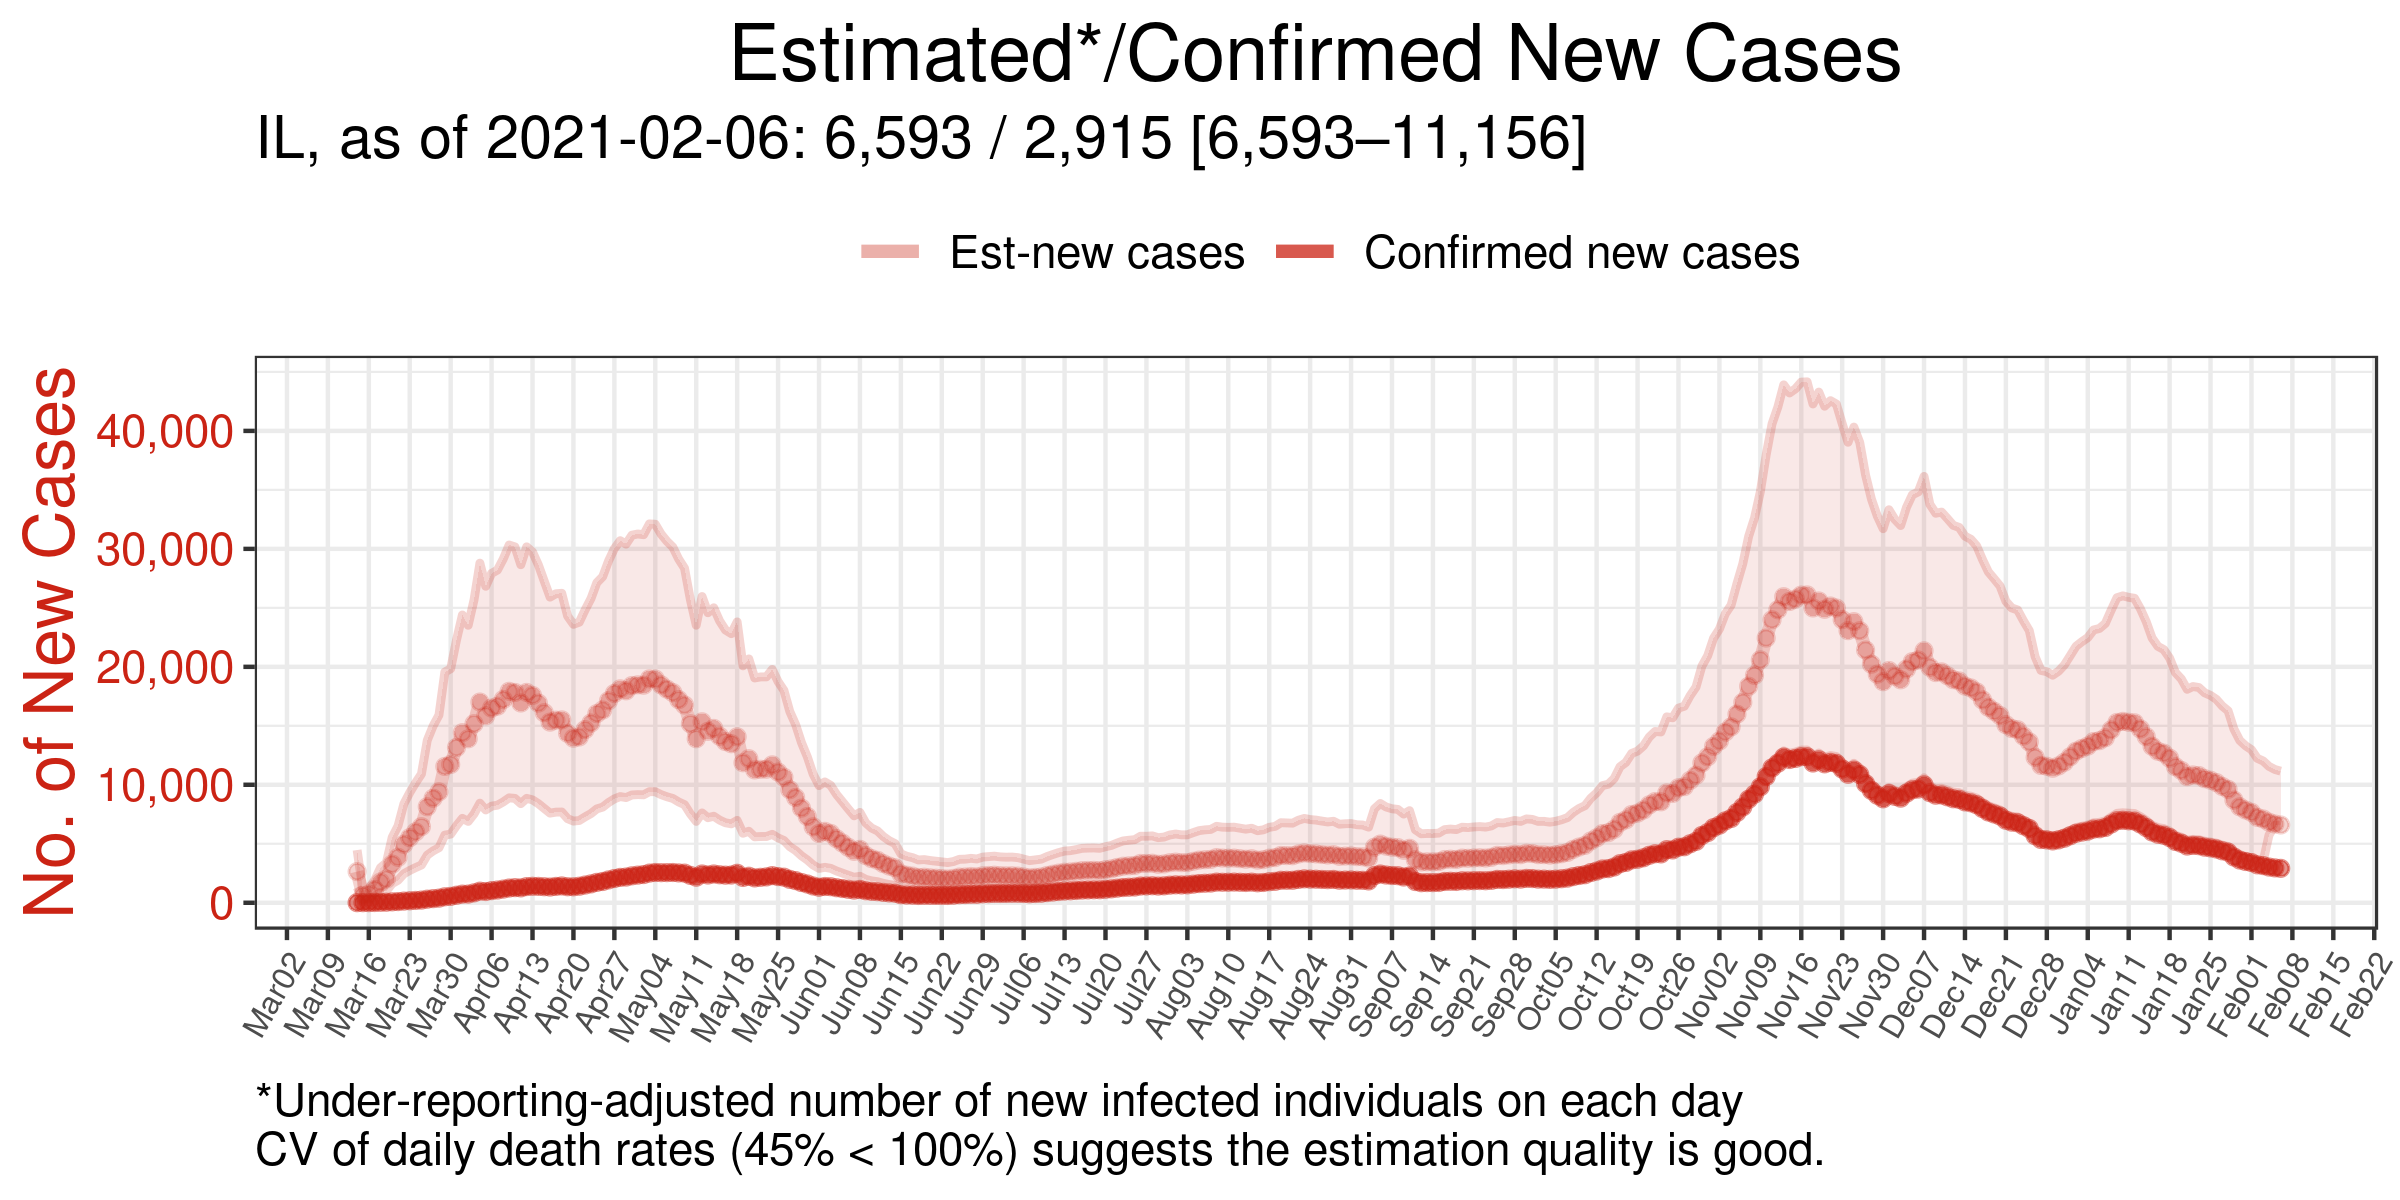 Estimated*/Confirmed New Cases
IL, as of 2021-02-06: 6,593 / 2,915 [6,593–11,156]
Est-new cases
Confirmed new cases
No. of New Cases
40,000
30,000
20,000
10,000
0
Mar02
Mar09
Mar16
Mar23
Mar30
Apr06
Apr13
Apr20
Apr27
May04
May11
May18
May25
Jun01
Jun08
Jun15
Jun22
Jun29
Jul06
Jul13
Jul20
Jul27
Aug03
Aug10
Aug17
Aug24
Aug31
Sep07
Sep14
Sep21
Sep28
Oct05
Oct12
Oct19
Oct26
Nov02
Nov09
Nov16
Nov23
Nov30
Dec07
Dec14
Dec21
Dec28
Jan04
Jan11
Jan18
Jan25
Feb01
Feb08
Feb15
Feb22
*Under-reporting-adjusted number of new infected individuals on each day
CV of daily death rates (45% < 100%) suggests the estimation quality is good.